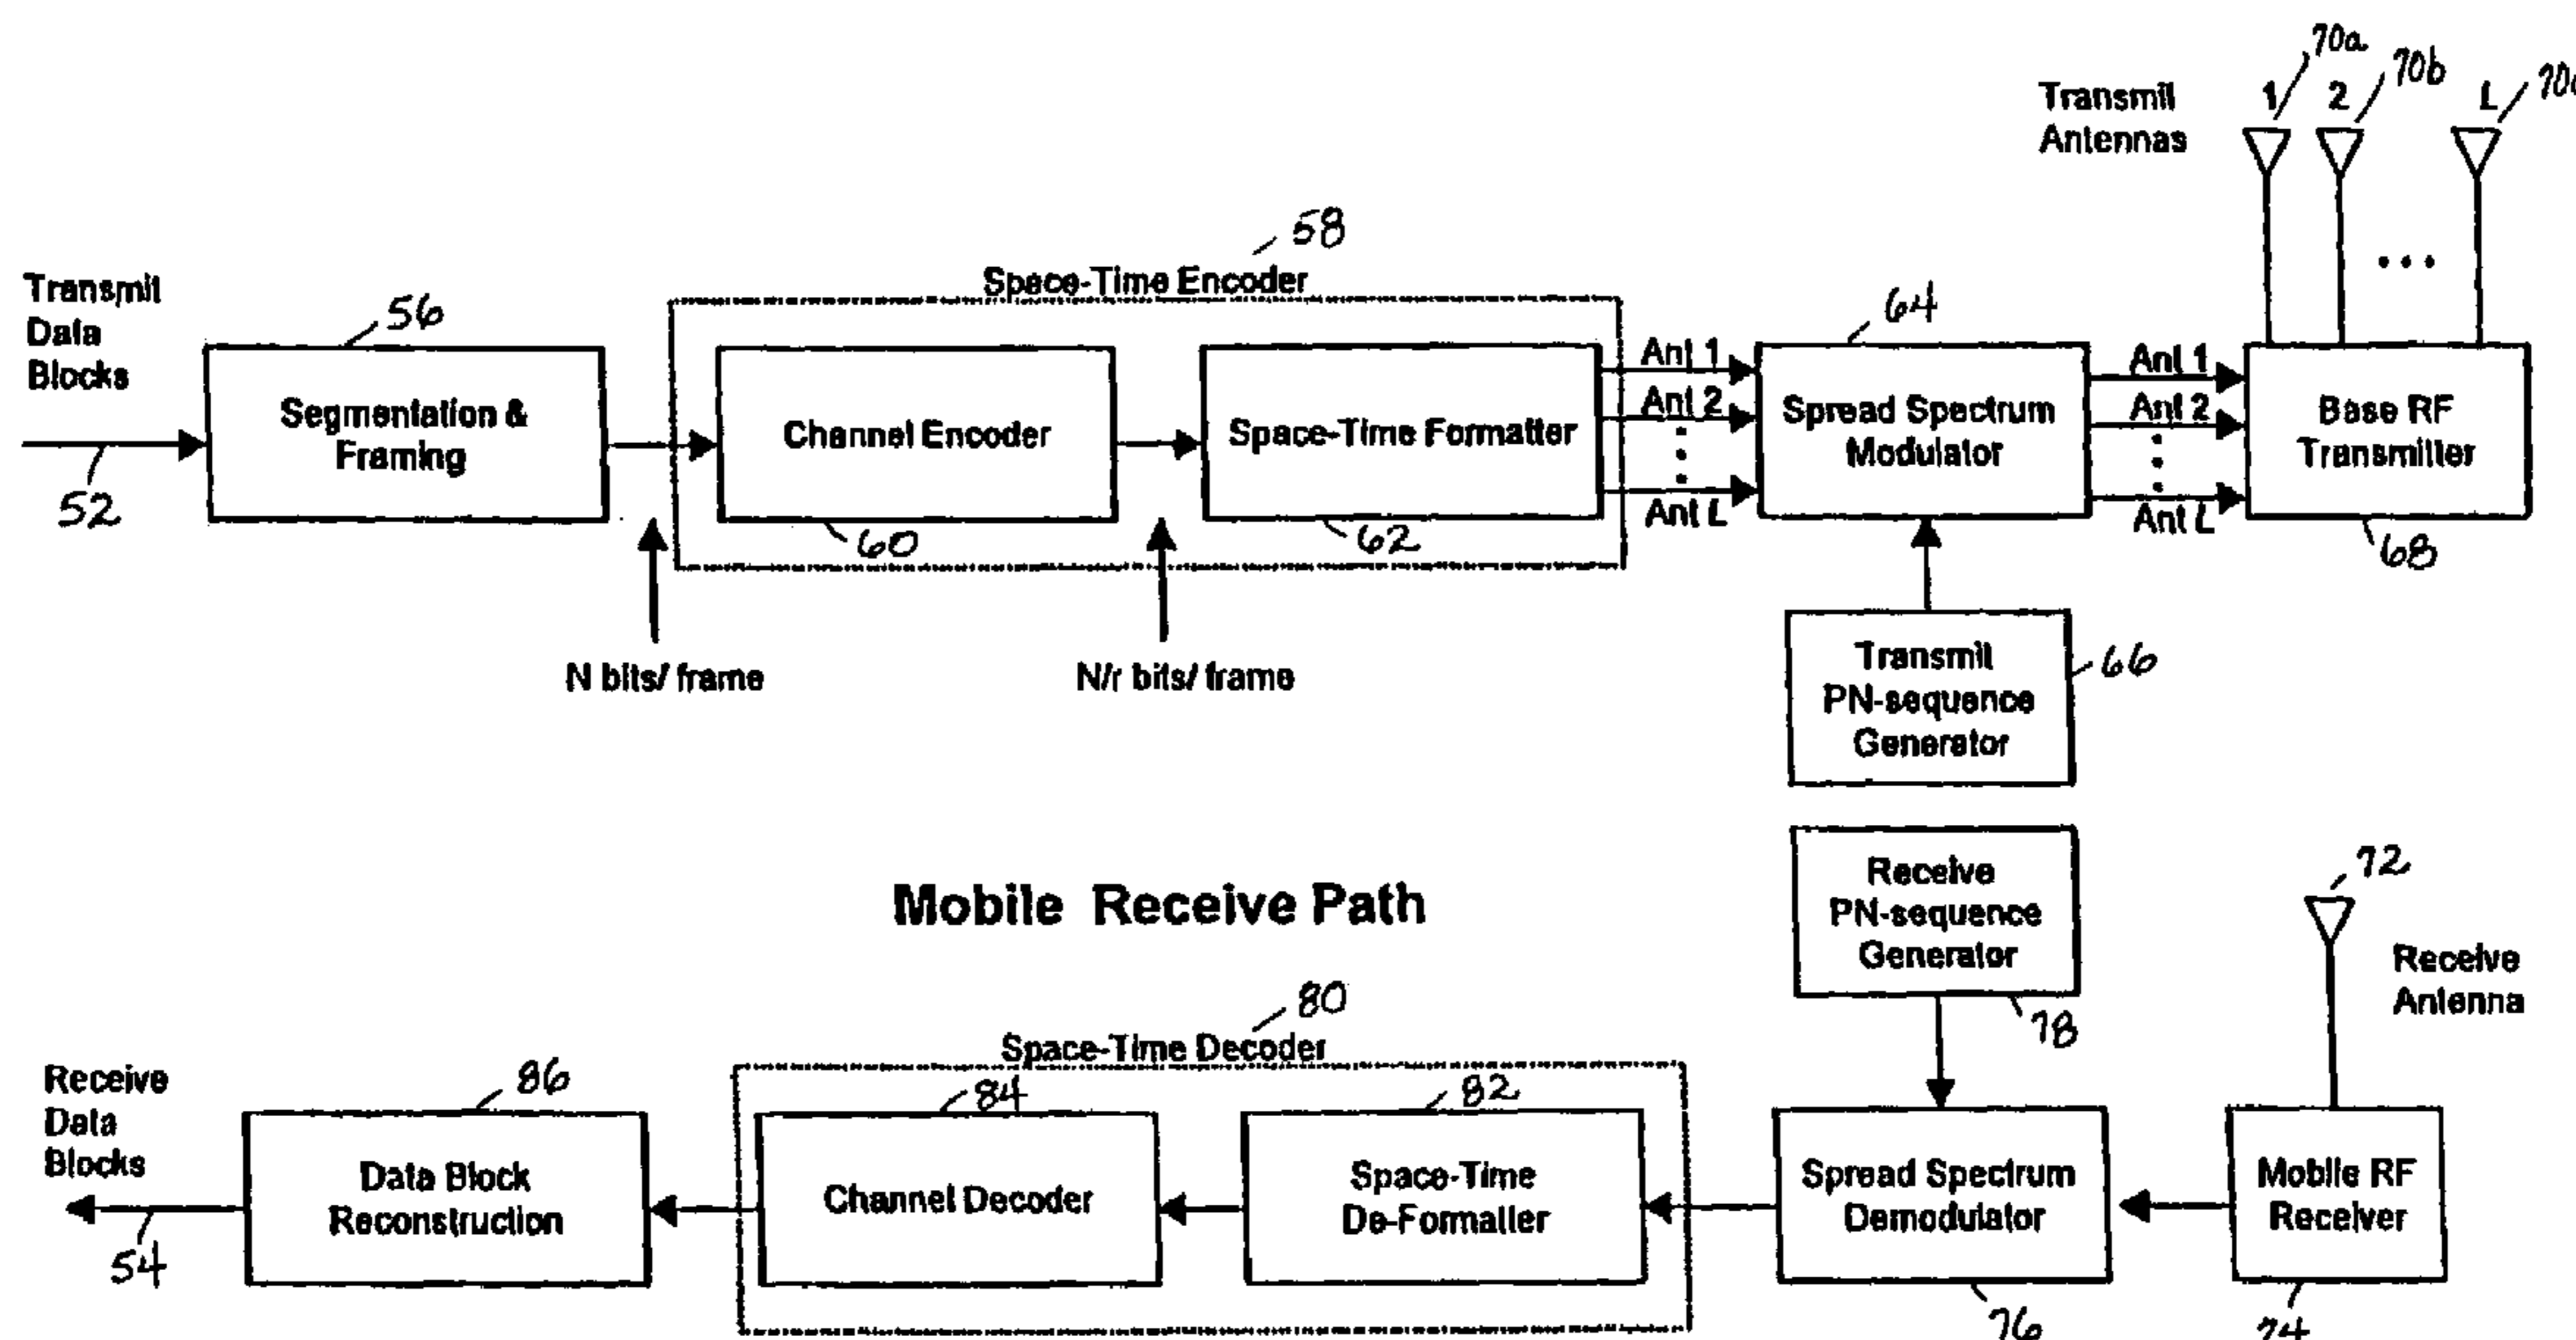 70a
70b
Transmit
Antennas
1
2
L
58
Space-Time Encoder
Transmit
Data
Blocks
56
64
Segmentation &
Framing
Channel Encoder
Space-Time Formatter
Ant 1
Ant 2
Ant L
Spread Spectrum
Modulator
Ant 1
Ant 2
Ant L
Base RF
Transmitter
52
60
62
68
N bits/ frame
N/r bits/ frame
Transmit
PN-sequence
Generator
66
Mobile Receive Path
Receive
PN-sequence
Generator
78
72
Receive
Antenna
80
Space-Time Decoder
Receive
Data
Blocks
86
84
82
Data Block
Reconstruction
Channel Decoder
Space-Time
De-Formatter
Spread Spectrum
Demodulator
Mobile RF
Receiver
54
76
74